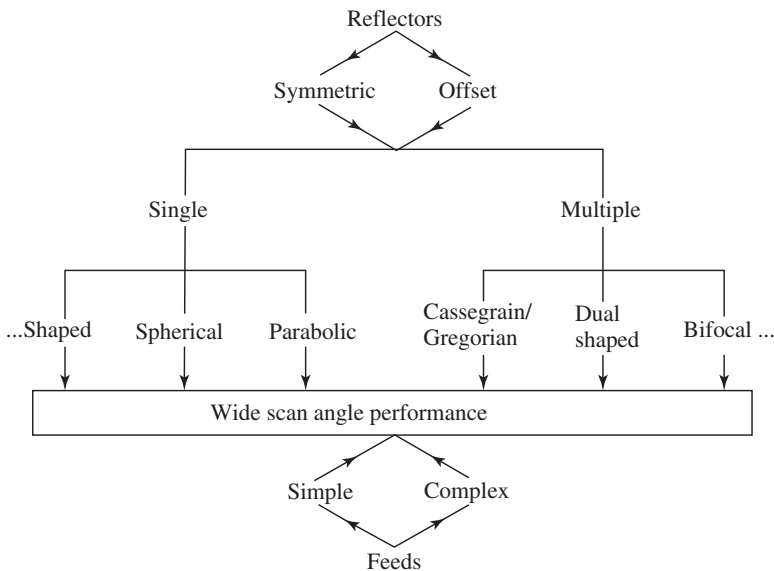 Reflectors
Symmetric
Offset
Single
Multiple
...Shaped
Spherical
Parabolic
Cassegrain/
Gregorian
Dual
shaped
Bifocal ...
Wide scan angle performance
Simple
Complex
Feeds